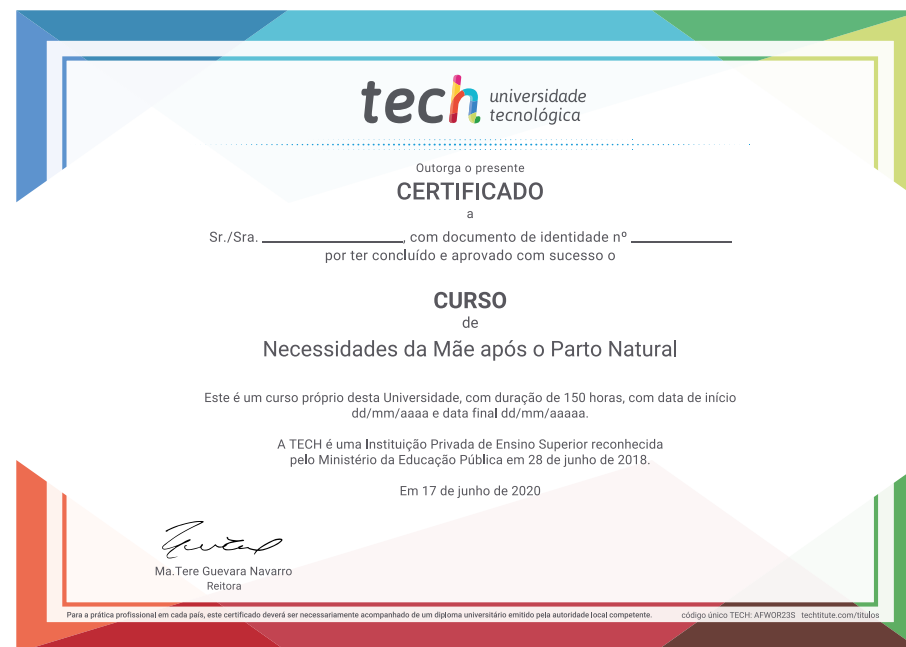 tech universidade
tecnológica
Outorga o presente
CERTIFICADO
a
Sr./Sra. ____________________, com documento de identidade nº ______________
por ter concluído e aprovado com sucesso o
CURSO
de
Necessidades da Mãe após o Parto Natural
Este é um curso próprio desta Universidade, com duração de 150 horas, com data de início
dd/mm/aaaa e data final dd/mm/aaaaa.
A TECH é uma Instituição Privada de Ensino Superior reconhecida
pelo Ministério da Educação Pública em 28 de junho de 2018.
Em 17 de junho de 2020
Ma.Tere Guevara Navarro
Reitora
Para a prática profissional em cada país, este certificado deverá ser necessariamente acompanhado de um diploma universitário emitido pela autoridade local competente. código único TECH: AFWOR23S techtitute.com/titulos